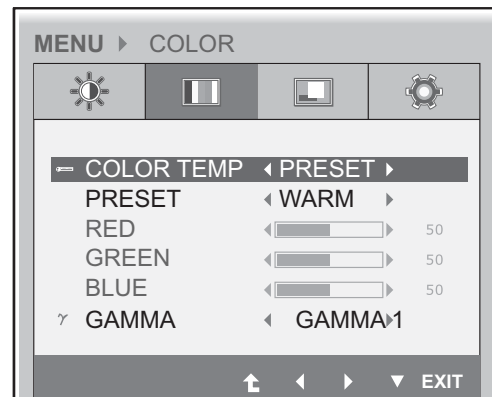 MENU ▶ COLOR
COLOR TEMP ◀ PRESET ▶
PRESET ◀ WARM ▶
RED ◀ ▶ 50
GREEN ◀ ▶ 50
BLUE ◀ ▶ 50
γ GAMMA ◀ GAMMA 1 ▶
◀ ▶ ▼ EXIT